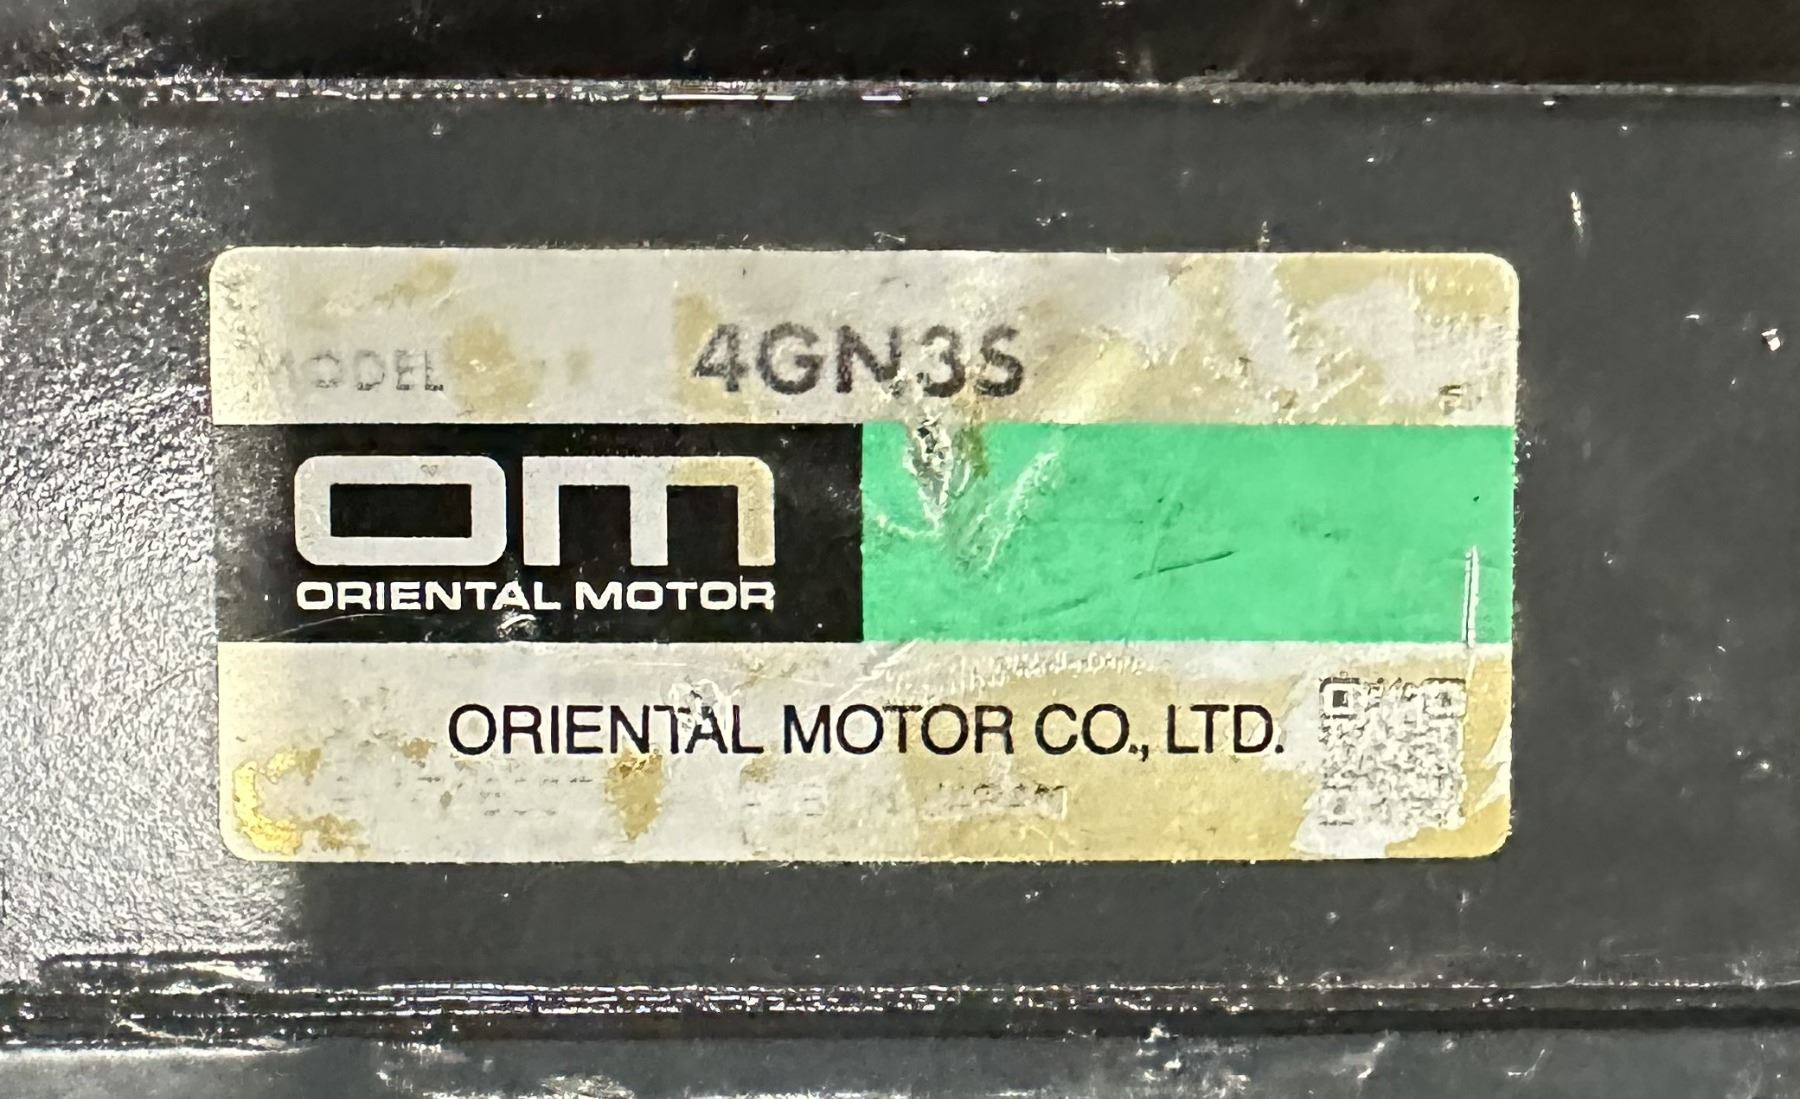 MODEL 4GN3S
om
ORIENTAL MOTOR
ORIENTAL MOTOR CO., LTD.